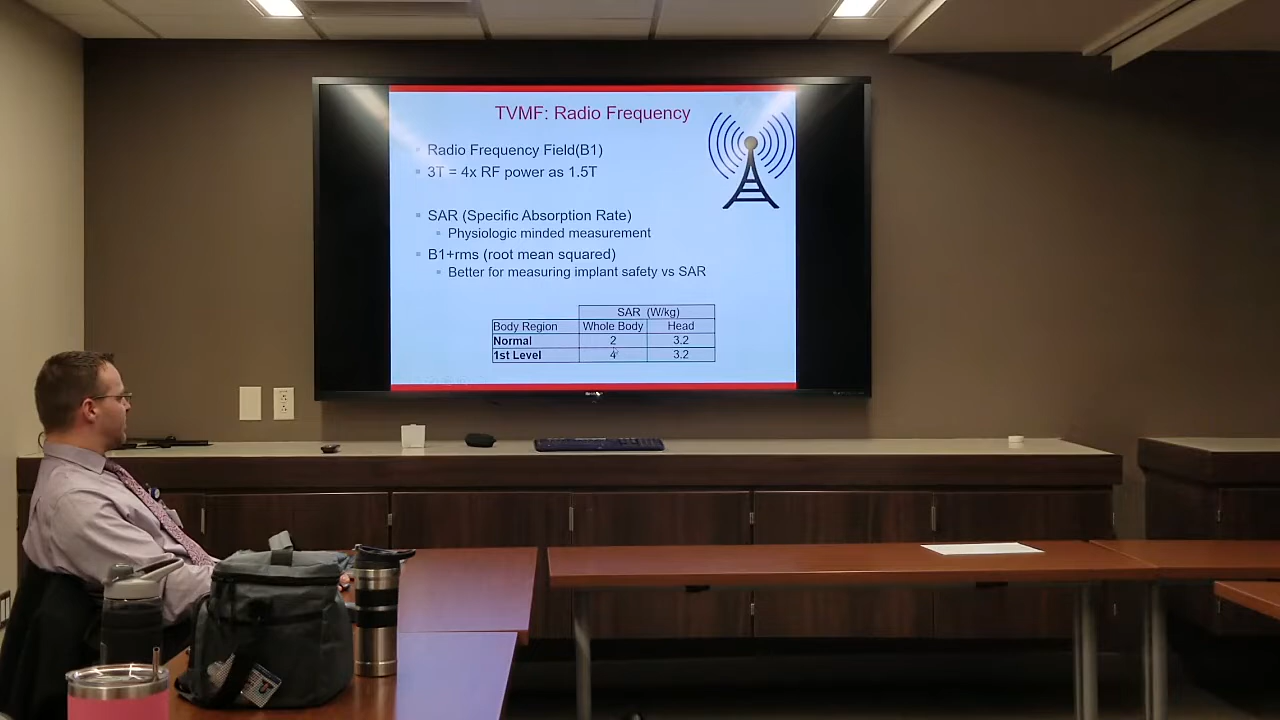 TVMF: Radio Frequency
Radio Frequency Field(B1)
3T = 4x RF power as 1.5T
SAR (Specific Absorption Rate)
Physiologic minded measurement
B1+rms (root mean squared)
Better for measuring implant safety vs SAR
SAR (W/kg)
Body Region Whole Body Head
Normal 2 3.2
1st Level 4 3.2